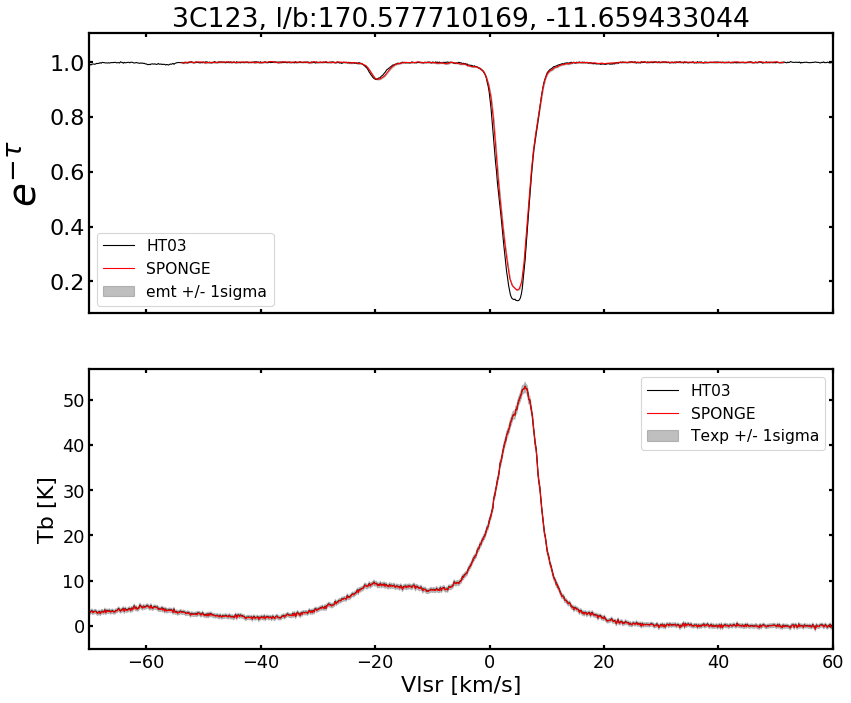 3C123, l/b:170.577710169, -11.659433044
1.0
0.8
0.6
0.4
0.2
e^{-τ}
HT03
SPONGE
emt +/- 1sigma
50
40
30
20
10
0
Tb [K]
HT03
SPONGE
Texp +/- 1sigma
−60 −40 −20 0 20 40 60
Vlsr [km/s]